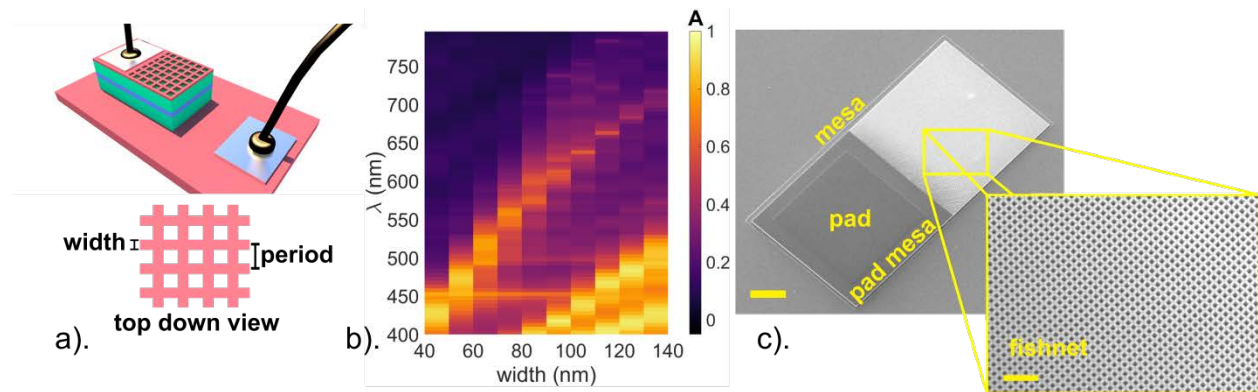 width
period
top down view
a).
A
1
0.8
0.6
0.4
0.2
0
λ (nm)
750
700
650
600
550
500
450
400
40
60
80
100
120
140
width (nm)
b).
mesa
pad
pad mesa
fishnet
c).